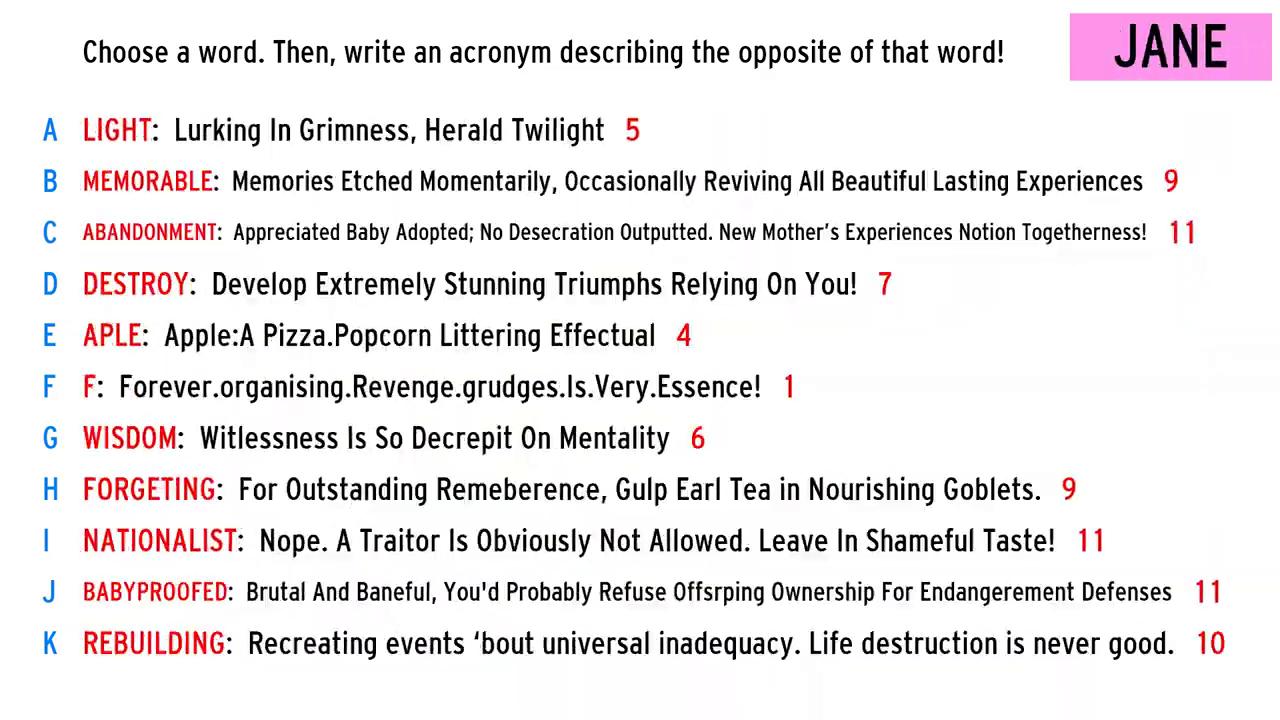 Choose a word. Then, write an acronym describing the opposite of that word!
JANE
A LIGHT: Lurking In Grimness, Herald Twilight 5
B MEMORABLE: Memories Etched Momentarily, Occasionally Reviving All Beautiful Lasting Experiences 9
C ABANDONMENT: Appreciated Baby Adopted; No Desecration Outputted. New Mother's Experiences Notion Togetherness! 11
D DESTROY: Develop Extremely Stunning Triumphs Relying On You! 7
E APLE: Apple:A Pizza.Popcorn Littering Effectual 4
F F: Forever.organising.Revenge.grudges.Is.Very.Essence! 1
G WISDOM: Witlessness Is So Decrepit On Mentality 6
H FORGETING: For Outstanding Remeberence, Gulp Earl Tea in Nourishing Goblets. 9
I NATIONALIST: Nope. A Traitor Is Obviously Not Allowed. Leave In Shameful Taste! 11
J BABYPROOFED: Brutal And Baneful, You'd Probably Refuse Offsrping Ownership For Endangerement Defenses 11
K REBUILDING: Recreating events ‘bout universal inadequacy. Life destruction is never good. 10